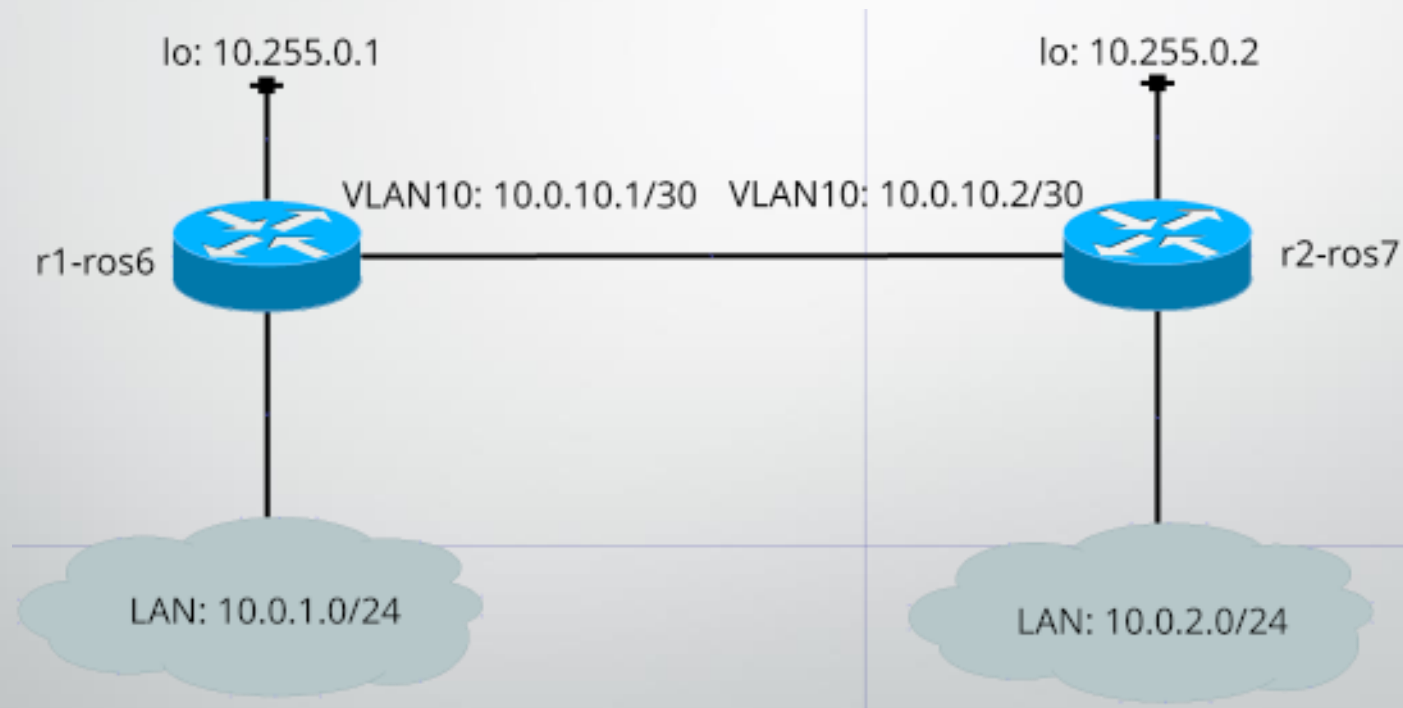 lo: 10.255.0.1
lo: 10.255.0.2
VLAN10: 10.0.10.1/30
VLAN10: 10.0.10.2/30
r1-ros6
r2-ros7
LAN: 10.0.1.0/24
LAN: 10.0.2.0/24